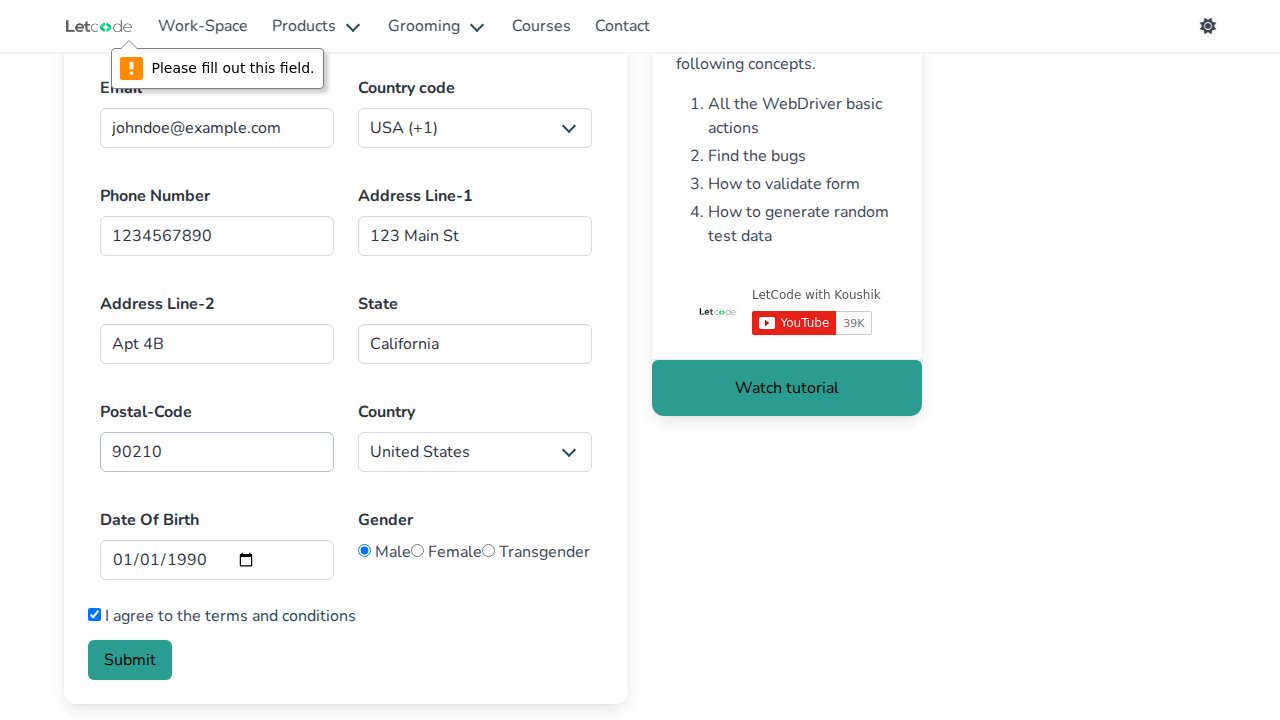 Letcode Work-Space Products Grooming Courses Contact
Please fill out this field.
Email Country code
johndoe@example.com USA (+1)
Phone Number Address Line-1
1234567890 123 Main St
Address Line-2 State
Apt 4B California
Postal-Code Country
90210 United States
Date Of Birth Gender
01/01/1990 Male Female Transgender
I agree to the terms and conditions
Submit
following concepts.
1. All the WebDriver basic
actions
2. Find the bugs
3. How to validate form
4. How to generate random
test data
Letcode LetCode with Koushik
YouTube 39K
Watch tutorial